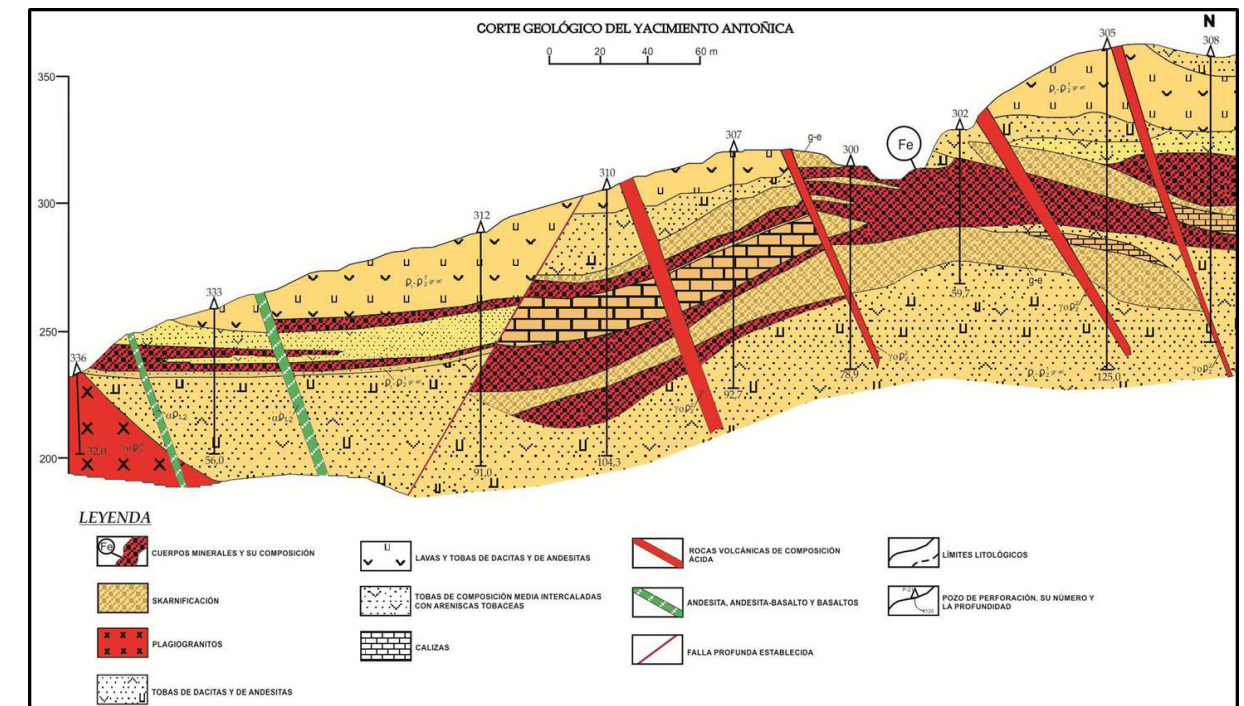 CORTE GEOLÓGICO DEL YACIMIENTO ANTOÑICA
0 20 40 60 m
N
350
300
250
200
336
333
312
310
307
300
302
305
308
g-e
Fe
g-e
32,0
56,0
91,0
104,3
92,7
78,9
59,7
125,0
LEYENDA
Fe
CUERPOS MINERALES Y SU COMPOSICIÓN
SKARNIFICACIÓN
PLAGIOGRANITOS
TOBAS DE DACITAS Y DE ANDESITAS
LAVAS Y TOBAS DE DACITAS Y DE ANDESITAS
TOBAS DE COMPOSICIÓN MEDIA INTERCALADAS
CON ARENISCAS TOBACEAS
CALIZAS
ROCAS VOLCÁNICAS DE COMPOSICIÓN
ÁCIDA
ANDESITA, ANDESITA-BASALTO Y BASALTOS
FALLA PROFUNDA ESTABLECIDA
LÍMITES LITOLÓGICOS
POZO DE PERFORACIÓN, SU NÚMERO Y
LA PROFUNDIDAD